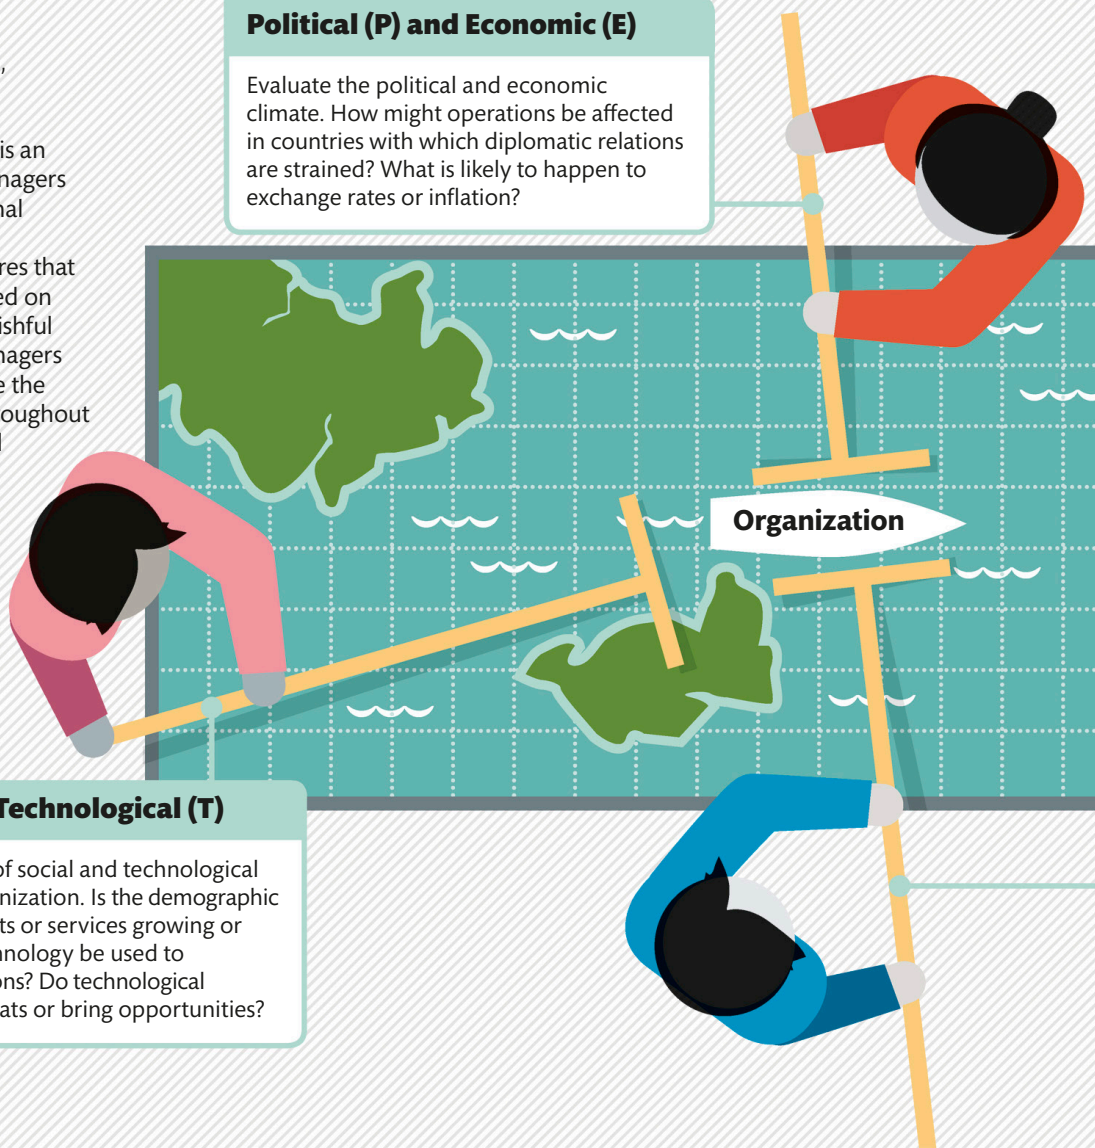 ,
is an
nagers
nal
res that
ed on
ishful
nagers
e the
oughout
Political (P) and Economic (E)
Evaluate the political and economic
climate. How might operations be affected
in countries with which diplomatic relations
are strained? What is likely to happen to
exchange rates or inflation?
Organization
Technological (T)
of social and technological
nization. Is the demographic
ts or services growing or
nnology be used to
ons? Do technological
ats or bring opportunities?